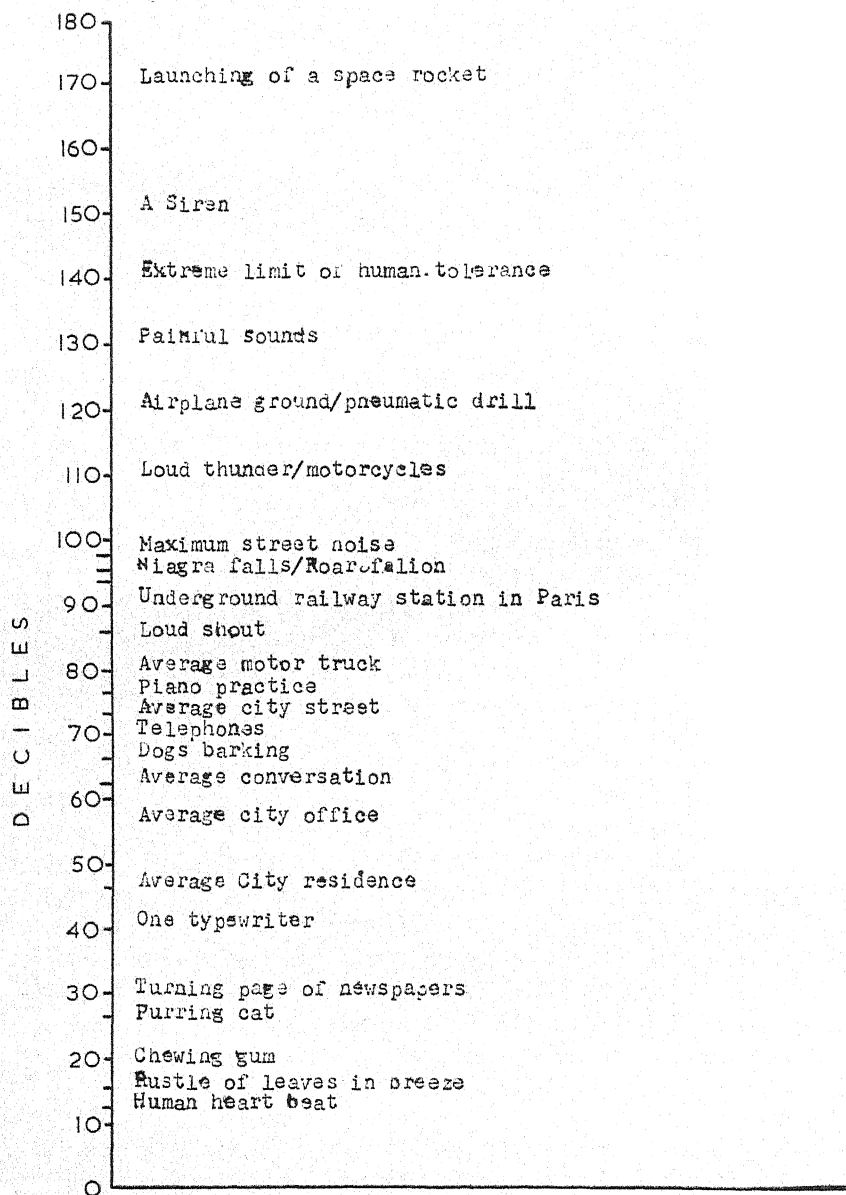 180
170 Launching of a space rocket
160
150 A Siren
140 Extreme limit of human tolerance
130 Painful sounds
120 Airplane ground/pneumatic drill
110 Loud thunder/motorcycles
100 Maximum street noise
Niagra falls/Roar of a lion
90 Underground railway station in Paris
Loud shout
80 Average motor truck
Piano practice
Average city street
70 Telephones
Dogs barking
Average conversation
60
Average city office
50
Average City residence
40 One typewriter
30 Turning page of newspapers
Purring cat
20 Chewing gum
Rustle of leaves in breeze
Human heart beat
10
0
DECIBLES